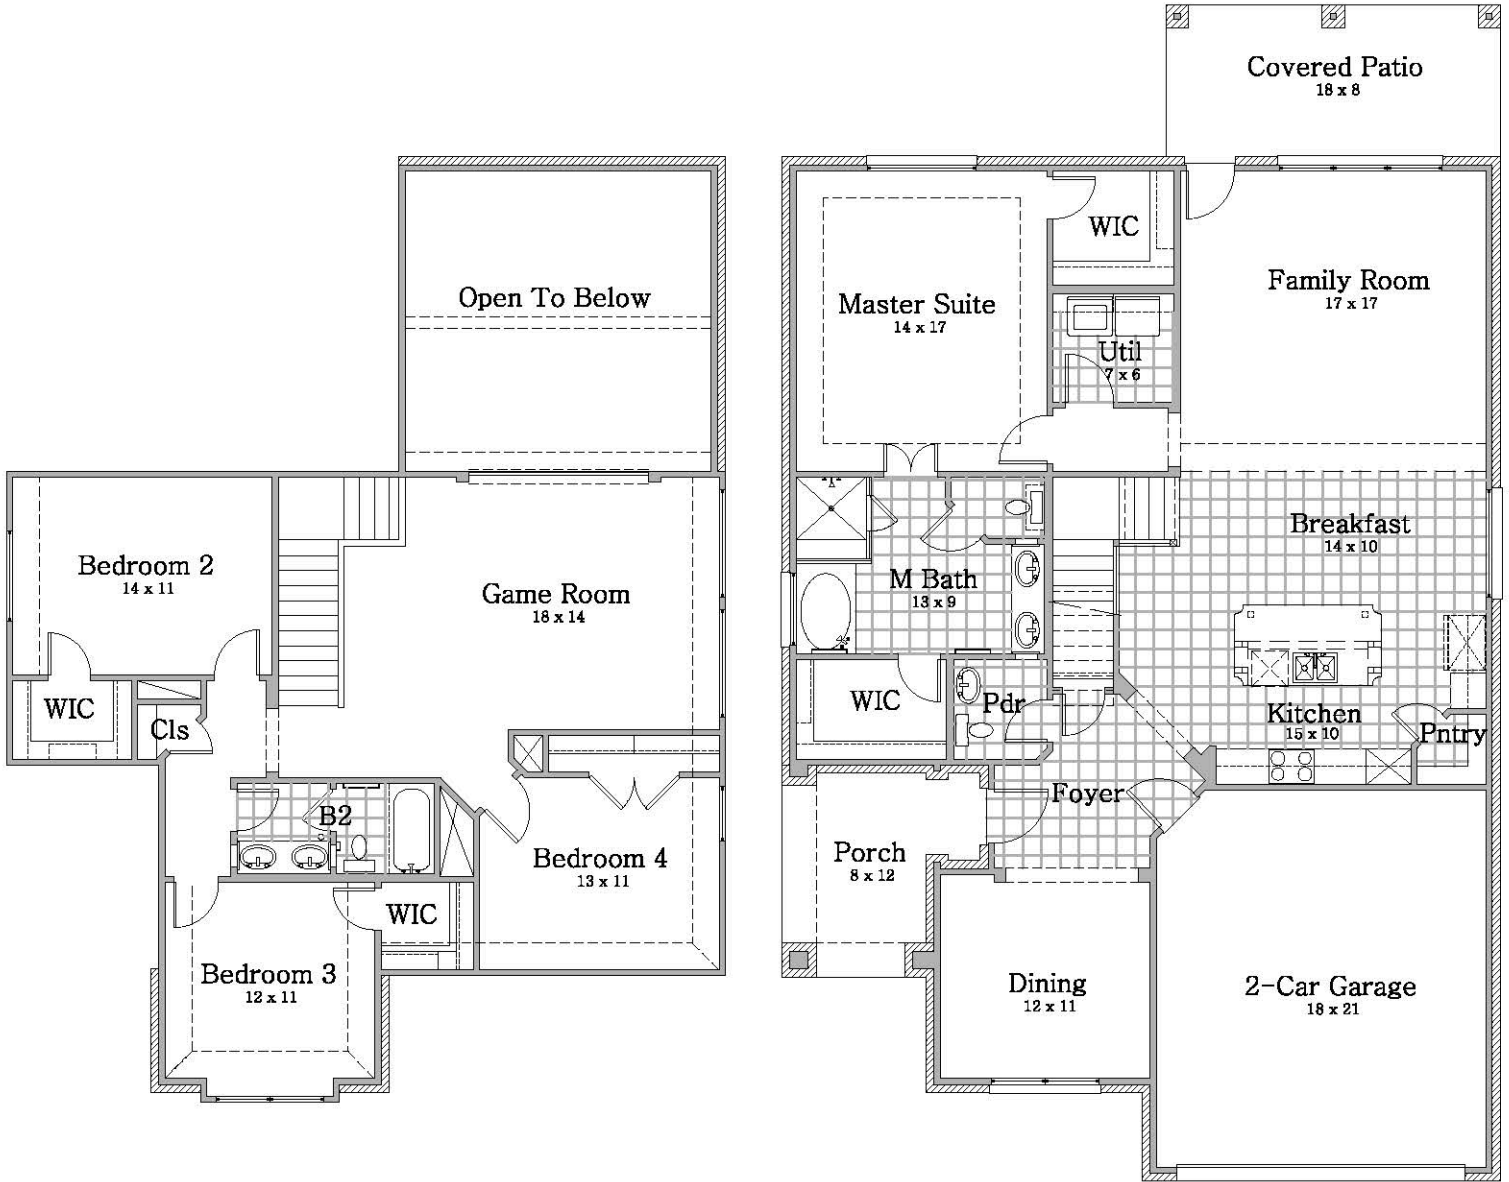 Covered Patio
18 x 8
Open To Below
WIC
Master Suite
14 x 17
Family Room
17 x 17
Util
7 x 6
Bedroom 2
14 x 11
Game Room
18 x 14
M Bath
13 x 9
Breakfast
14 x 10
WIC
Cls
WIC
Pdr
Kitchen
15 x 10
Pntry
B2
Foyer
Bedroom 4
13 x 11
Porch
8 x 12
WIC
Bedroom 3
12 x 11
Dining
12 x 11
2-Car Garage
18 x 21